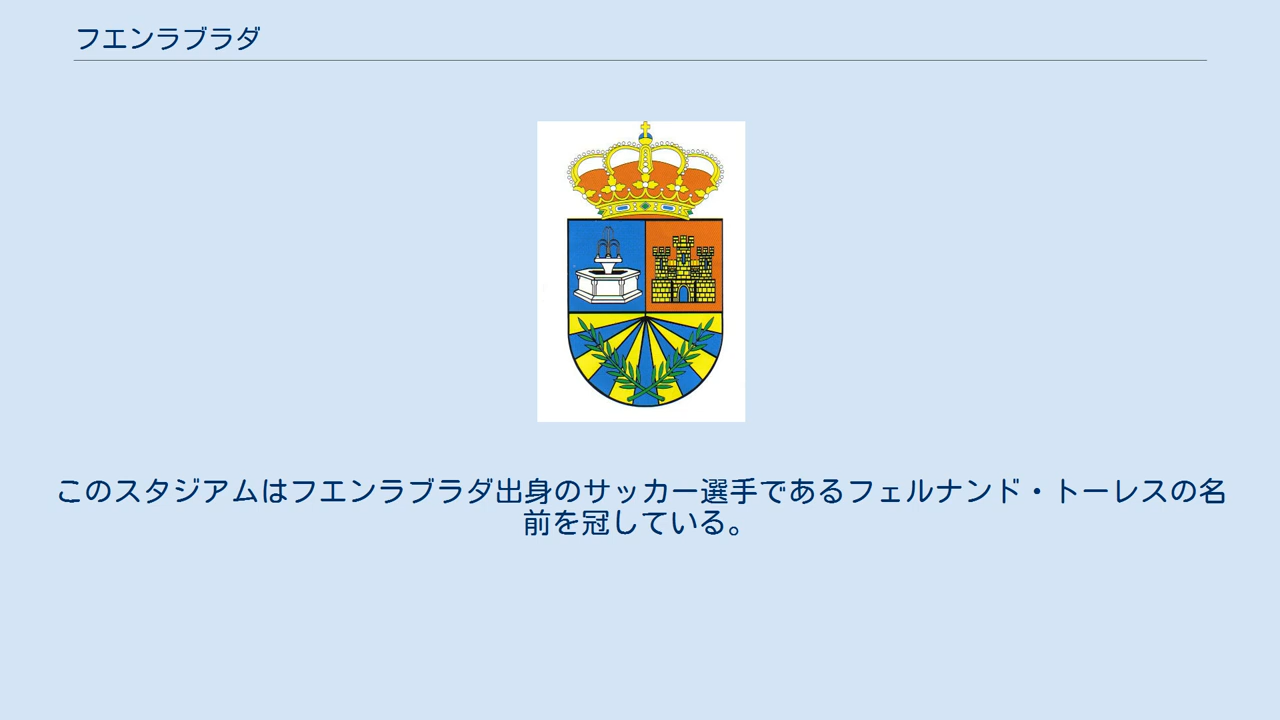 フエンラブラダ
このスタジアムはフエンラブラダ出身のサッカー選手であるフェルナンド・トーレスの名
前を冠している。